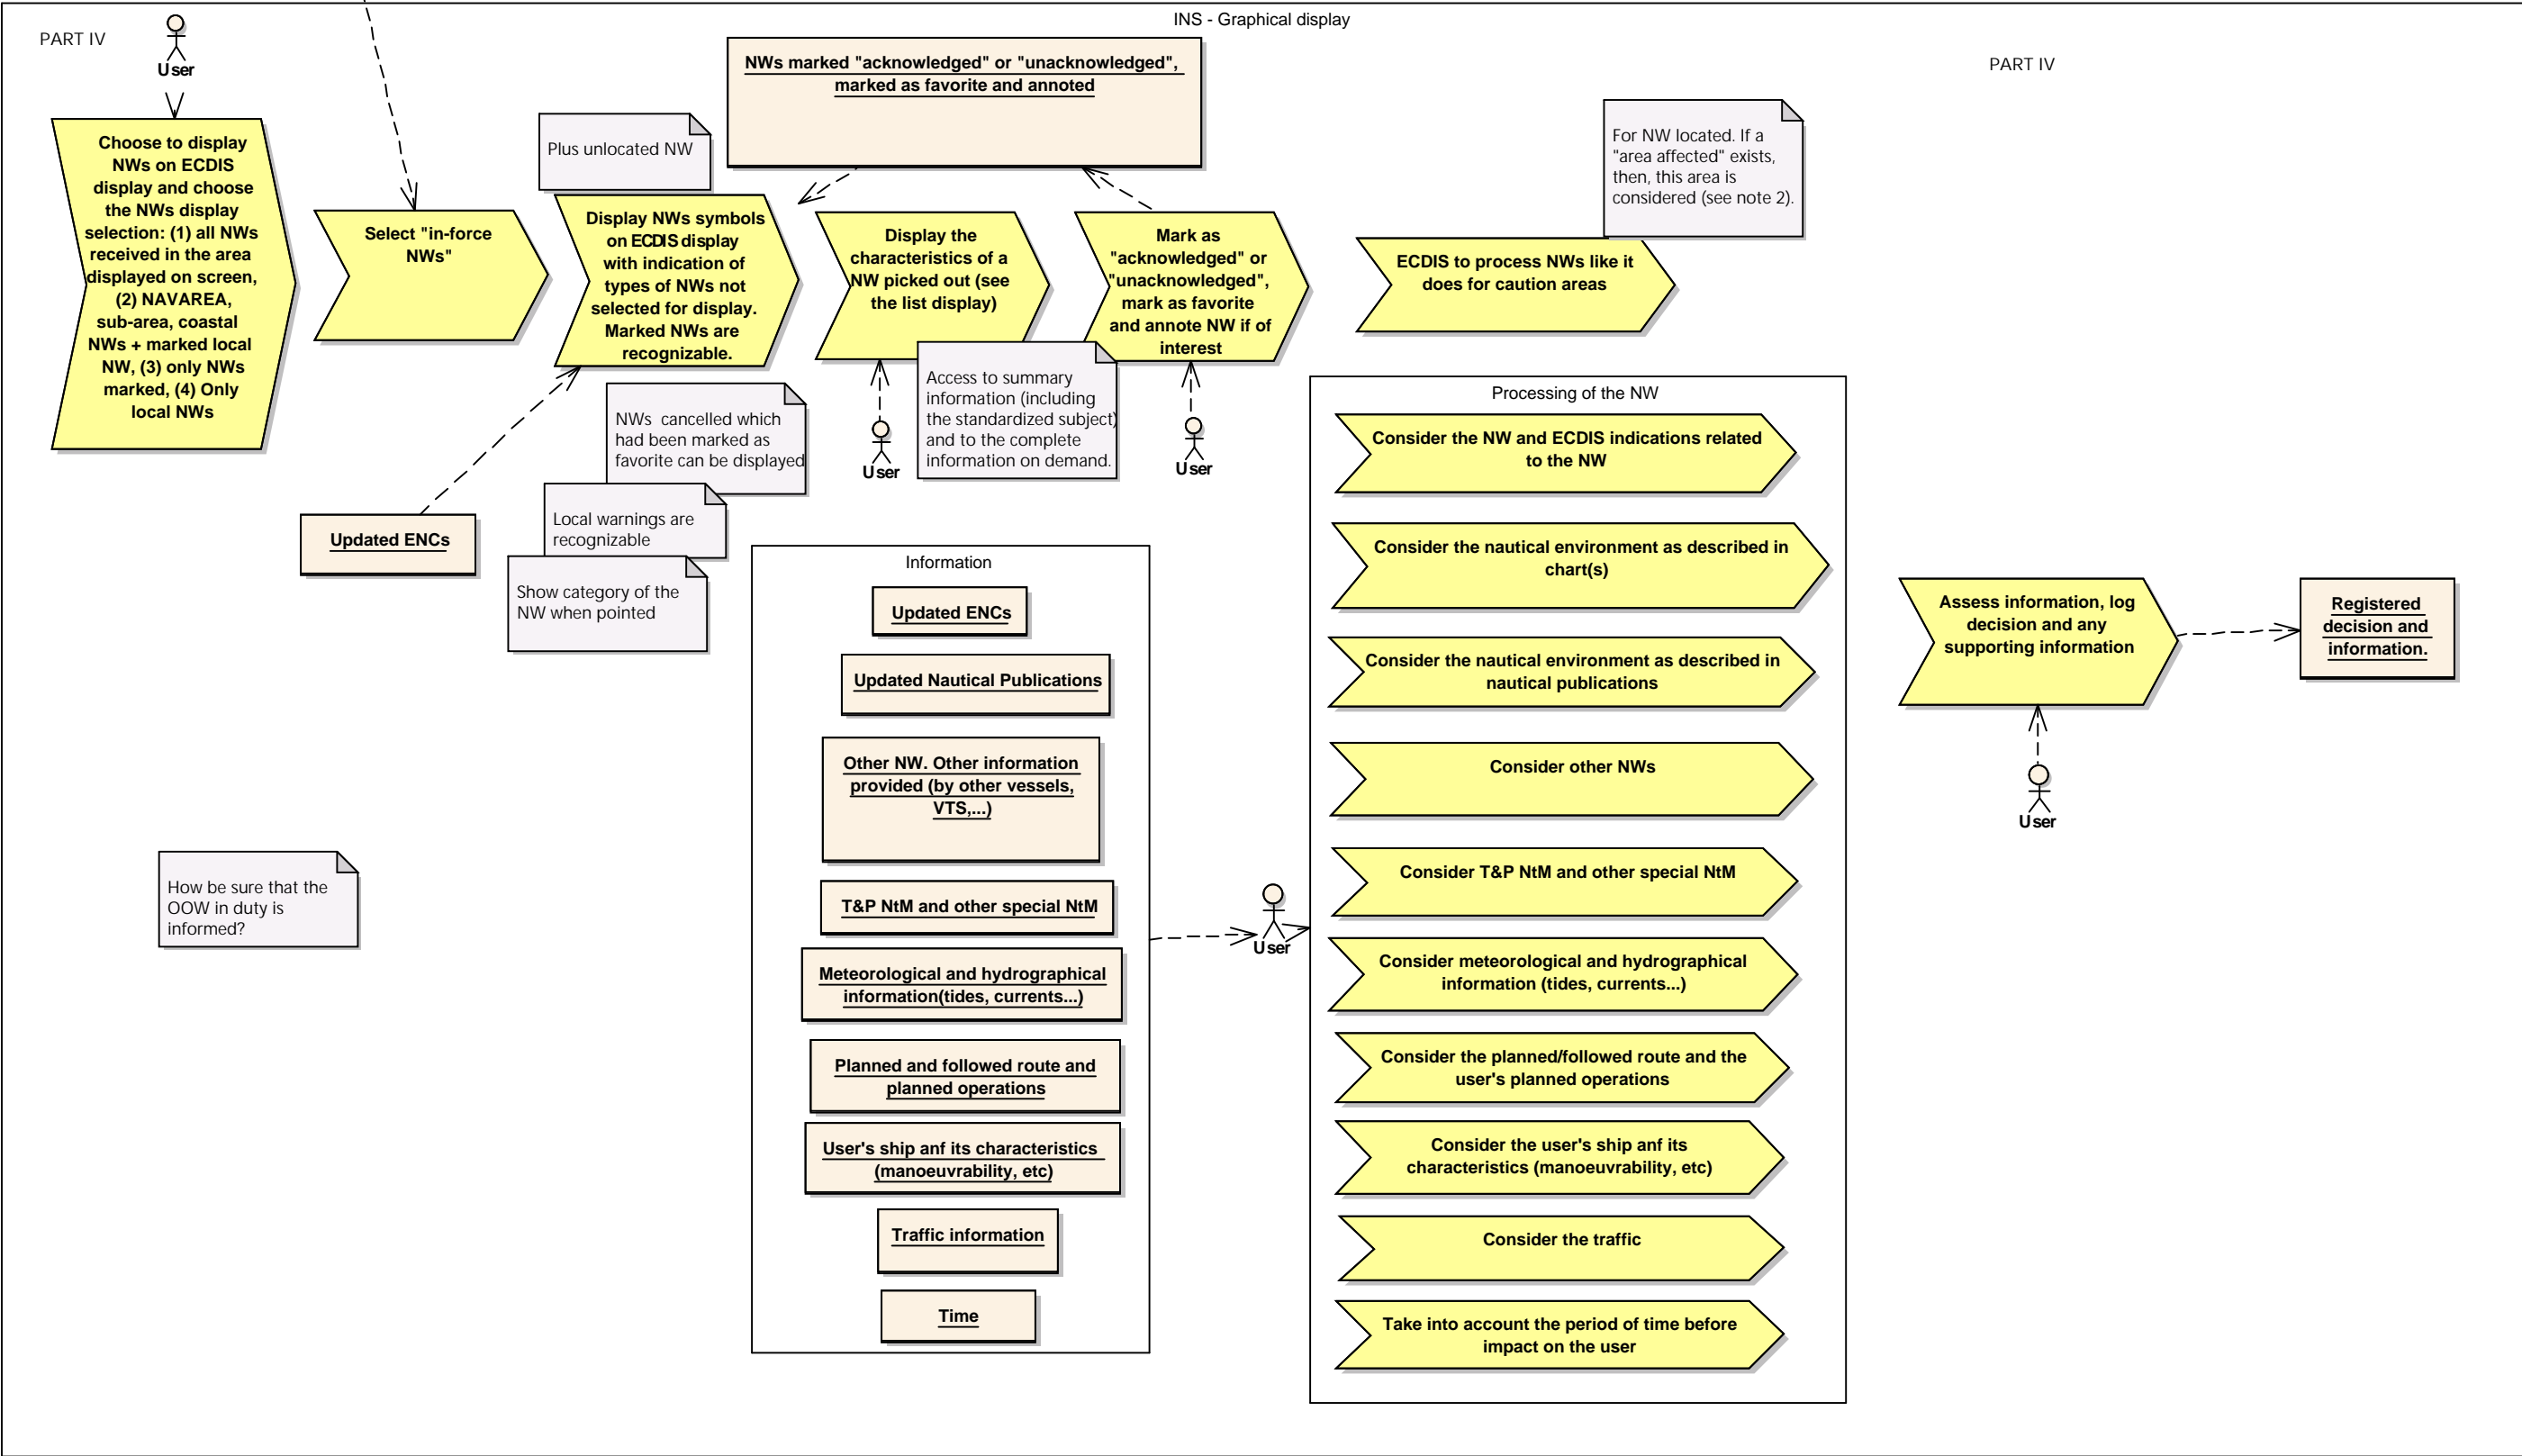 INS - Graphical display
PART IV
PART IV
User
Choose to display
NWs on ECDIS
display and choose
the NWs display
selection: (1) all NWs
received in the area
displayed on screen,
(2) NAVAREA,
sub-area, coastal
NWs + marked local
NW, (3) only NWs
marked, (4) Only
local NWs
Select "in-force
NWs"
Plus unlocated NW
Display NWs symbols
on ECDIS display
with indication of
types of NWs not
selected for display.
Marked NWs are
recognizable.
NWs marked "acknowledged" or "unacknowledged",
marked as favorite and annoted
Display the
characteristics of a
NW picked out (see
the list display)
Mark as
"acknowledged" or
"unacknowledged",
mark as favorite
and annote NW if of
interest
For NW located. If a
"area affected" exists,
then, this area is
considered (see note 2).
ECDIS to process NWs like it
does for caution areas
Access to summary
information (including
the standardized subject)
and to the complete
information on demand.
User
User
NWs  cancelled which
had been marked as
favorite can be displayed
Local warnings are
recognizable
Show category of the
NW when pointed
Updated ENCs
How be sure that the
OOW in duty is
informed?
Information
Updated ENCs
Updated Nautical Publications
Other NW. Other information
provided (by other vessels,
VTS,...)
T&P NtM and other special NtM
Meteorological and hydrographical
information(tides, currents...)
Planned and followed route and
planned operations
User's ship anf its characteristics
(manoeuvrability, etc)
Traffic information
Time
User
Processing of the NW
Consider the NW and ECDIS indications related
to the NW
Consider the nautical environment as described in
chart(s)
Consider the nautical environment as described in
nautical publications
Consider other NWs
Consider T&P NtM and other special NtM
Consider meteorological and hydrographical
information (tides, currents...)
Consider the planned/followed route and the
user's planned operations
Consider the user's ship anf its
characteristics (manoeuvrability, etc)
Consider the traffic
Take into account the period of time before
impact on the user
Assess information, log
decision and any
supporting information
User
Registered
decision and
information.